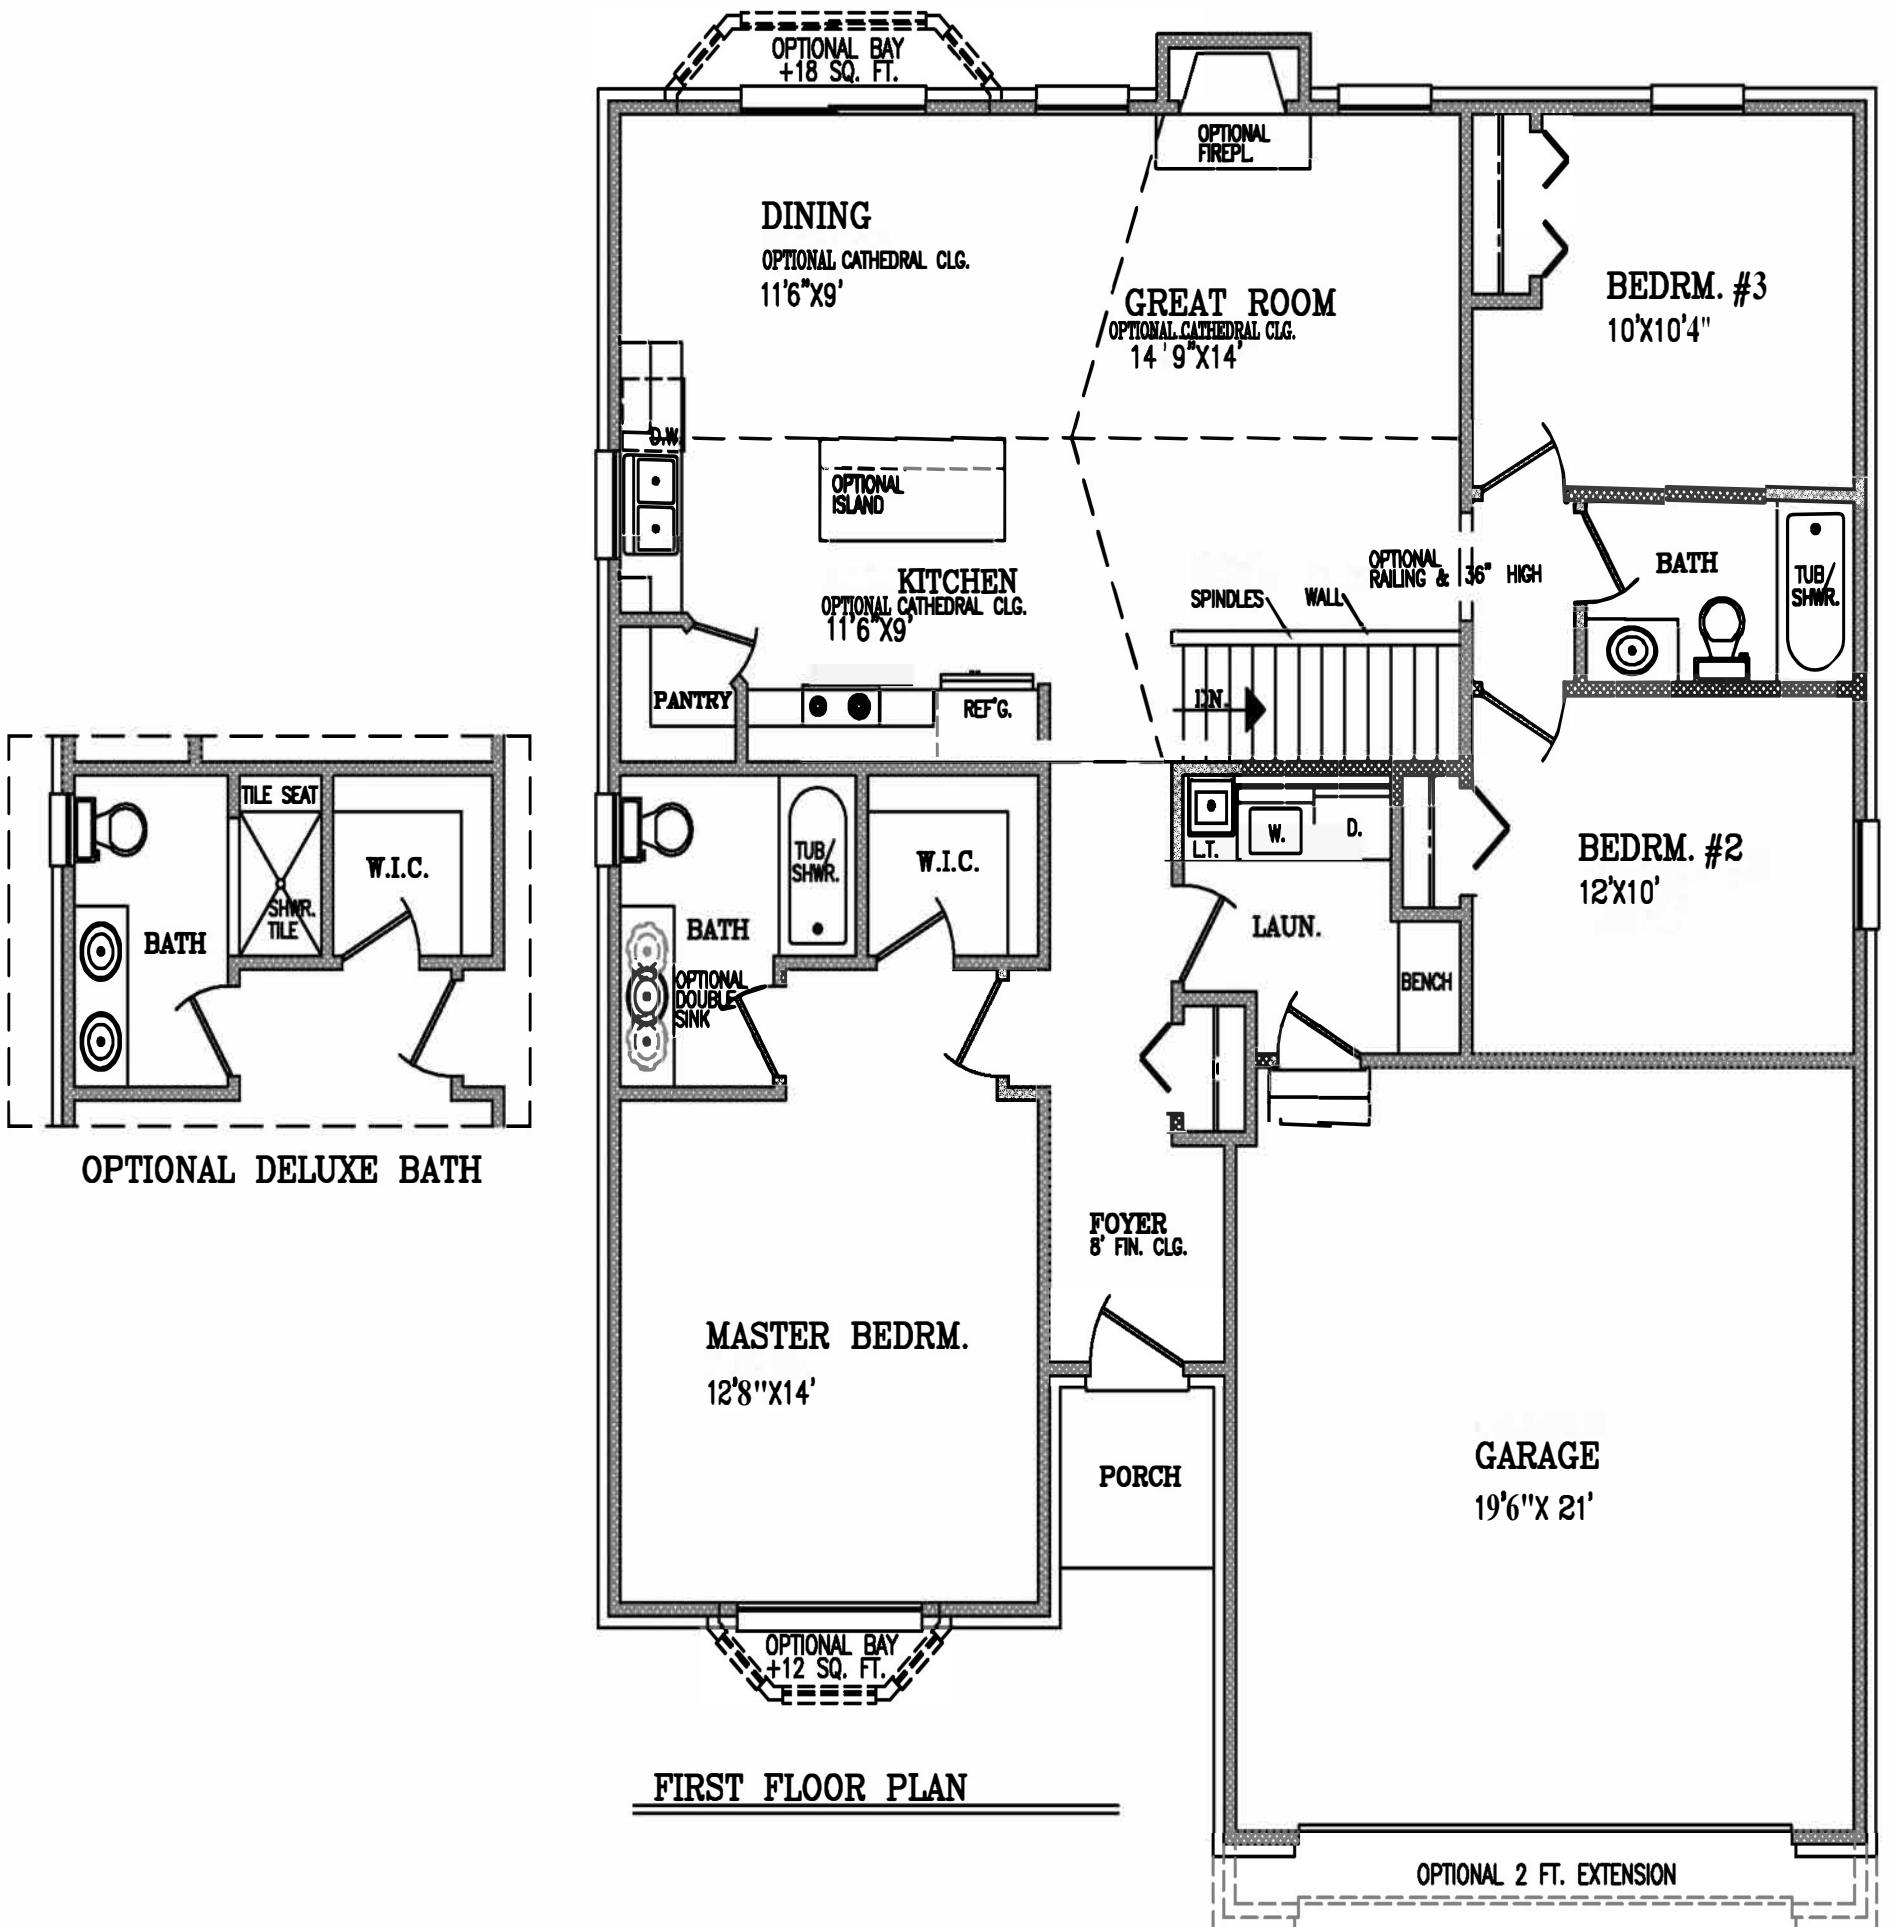 OPTIONAL BAY
+18 SQ. FT.
OPTIONAL
FIREPL.
DINING
OPTIONAL CATHEDRAL CLG.
11'6"X9'
GREAT ROOM
OPTIONAL CATHEDRAL CLG.
14'9"X14'
BEDRM. #3
10'X10'4"
D.W.
OPTIONAL
ISLAND
KITCHEN
OPTIONAL CATHEDRAL CLG.
11'6"X9'
OPTIONAL
RAILING & 36" HIGH
SPINDLES
WALL
BATH
TUB/
SHWR.
PANTRY
REF'G.
DN.
TILE SEAT
W.I.C.
SHWR.
TILE
BATH
OPTIONAL DELUXE BATH
TUB/
SHWR.
W.I.C.
BATH
OPTIONAL
DOUBLE
SINK
L.T.
W.
D.
LAUN.
BENCH
BEDRM. #2
12'X10'
FOYER
8' FIN. CLG.
MASTER BEDRM.
12'8"X14'
PORCH
GARAGE
19'6"X 21'
OPTIONAL BAY
+12 SQ. FT.
FIRST FLOOR PLAN
OPTIONAL 2 FT. EXTENSION